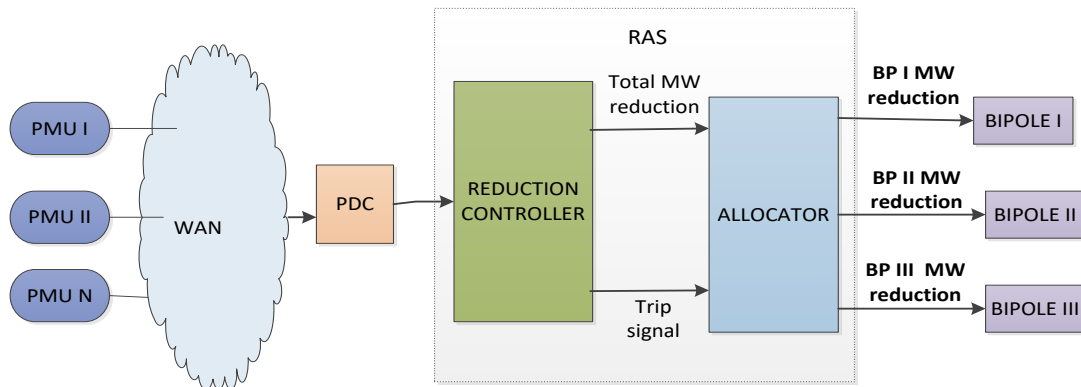 RAS
PMU I
PMU II
PMU N
WAN
PDC
REDUCTION
CONTROLLER
Total MW
reduction
Trip
signal
ALLOCATOR
BP I MW
reduction
BIPOLE I
BP II MW
reduction
BIPOLE II
BP III  MW
reduction
BIPOLE III